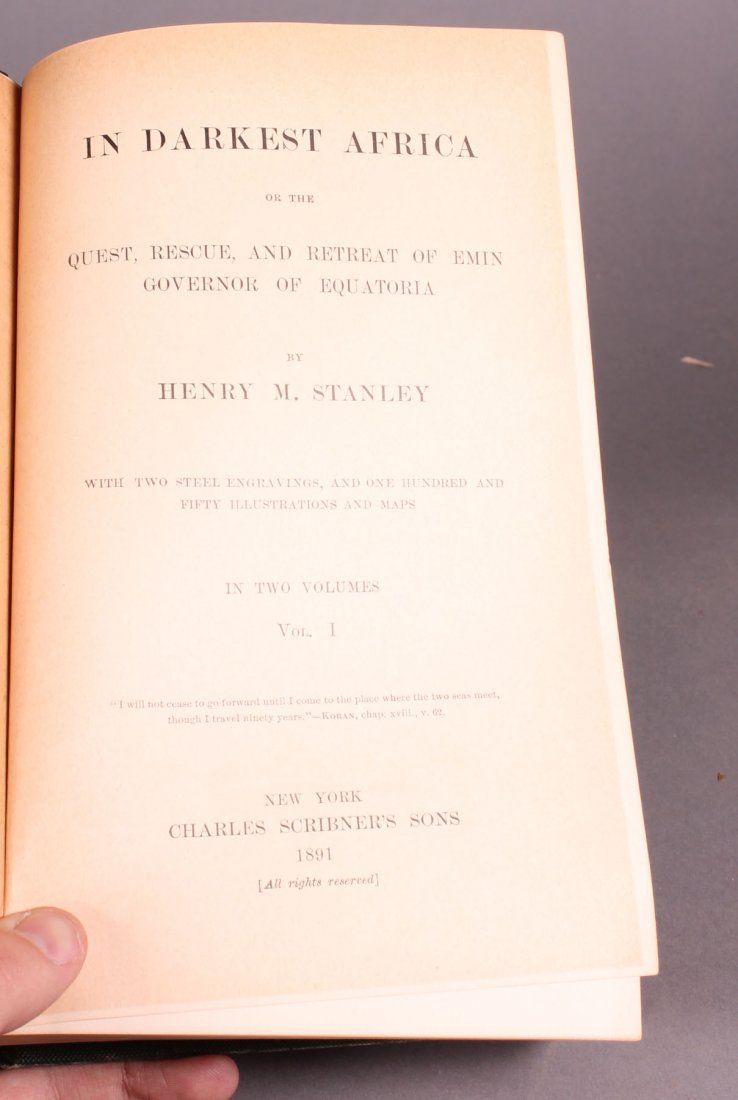 IN DARKEST AFRICA
OR THE
QUEST, RESCUE, AND RETREAT OF EMIN
GOVERNOR OF EQUATORIA
BY
HENRY M. STANLEY
WITH TWO STEEL ENGRAVINGS, AND ONE HUNDRED AND
FIFTY ILLUSTRATIONS AND MAPS
IN TWO VOLUMES
VOL. I
"I will not cease to go forward until I come to the place where the two seas meet,
though I travel ninety years."—KORAN, chap. xviii., v. 62.
NEW YORK
CHARLES SCRIBNER'S SONS
1891
[All rights reserved]